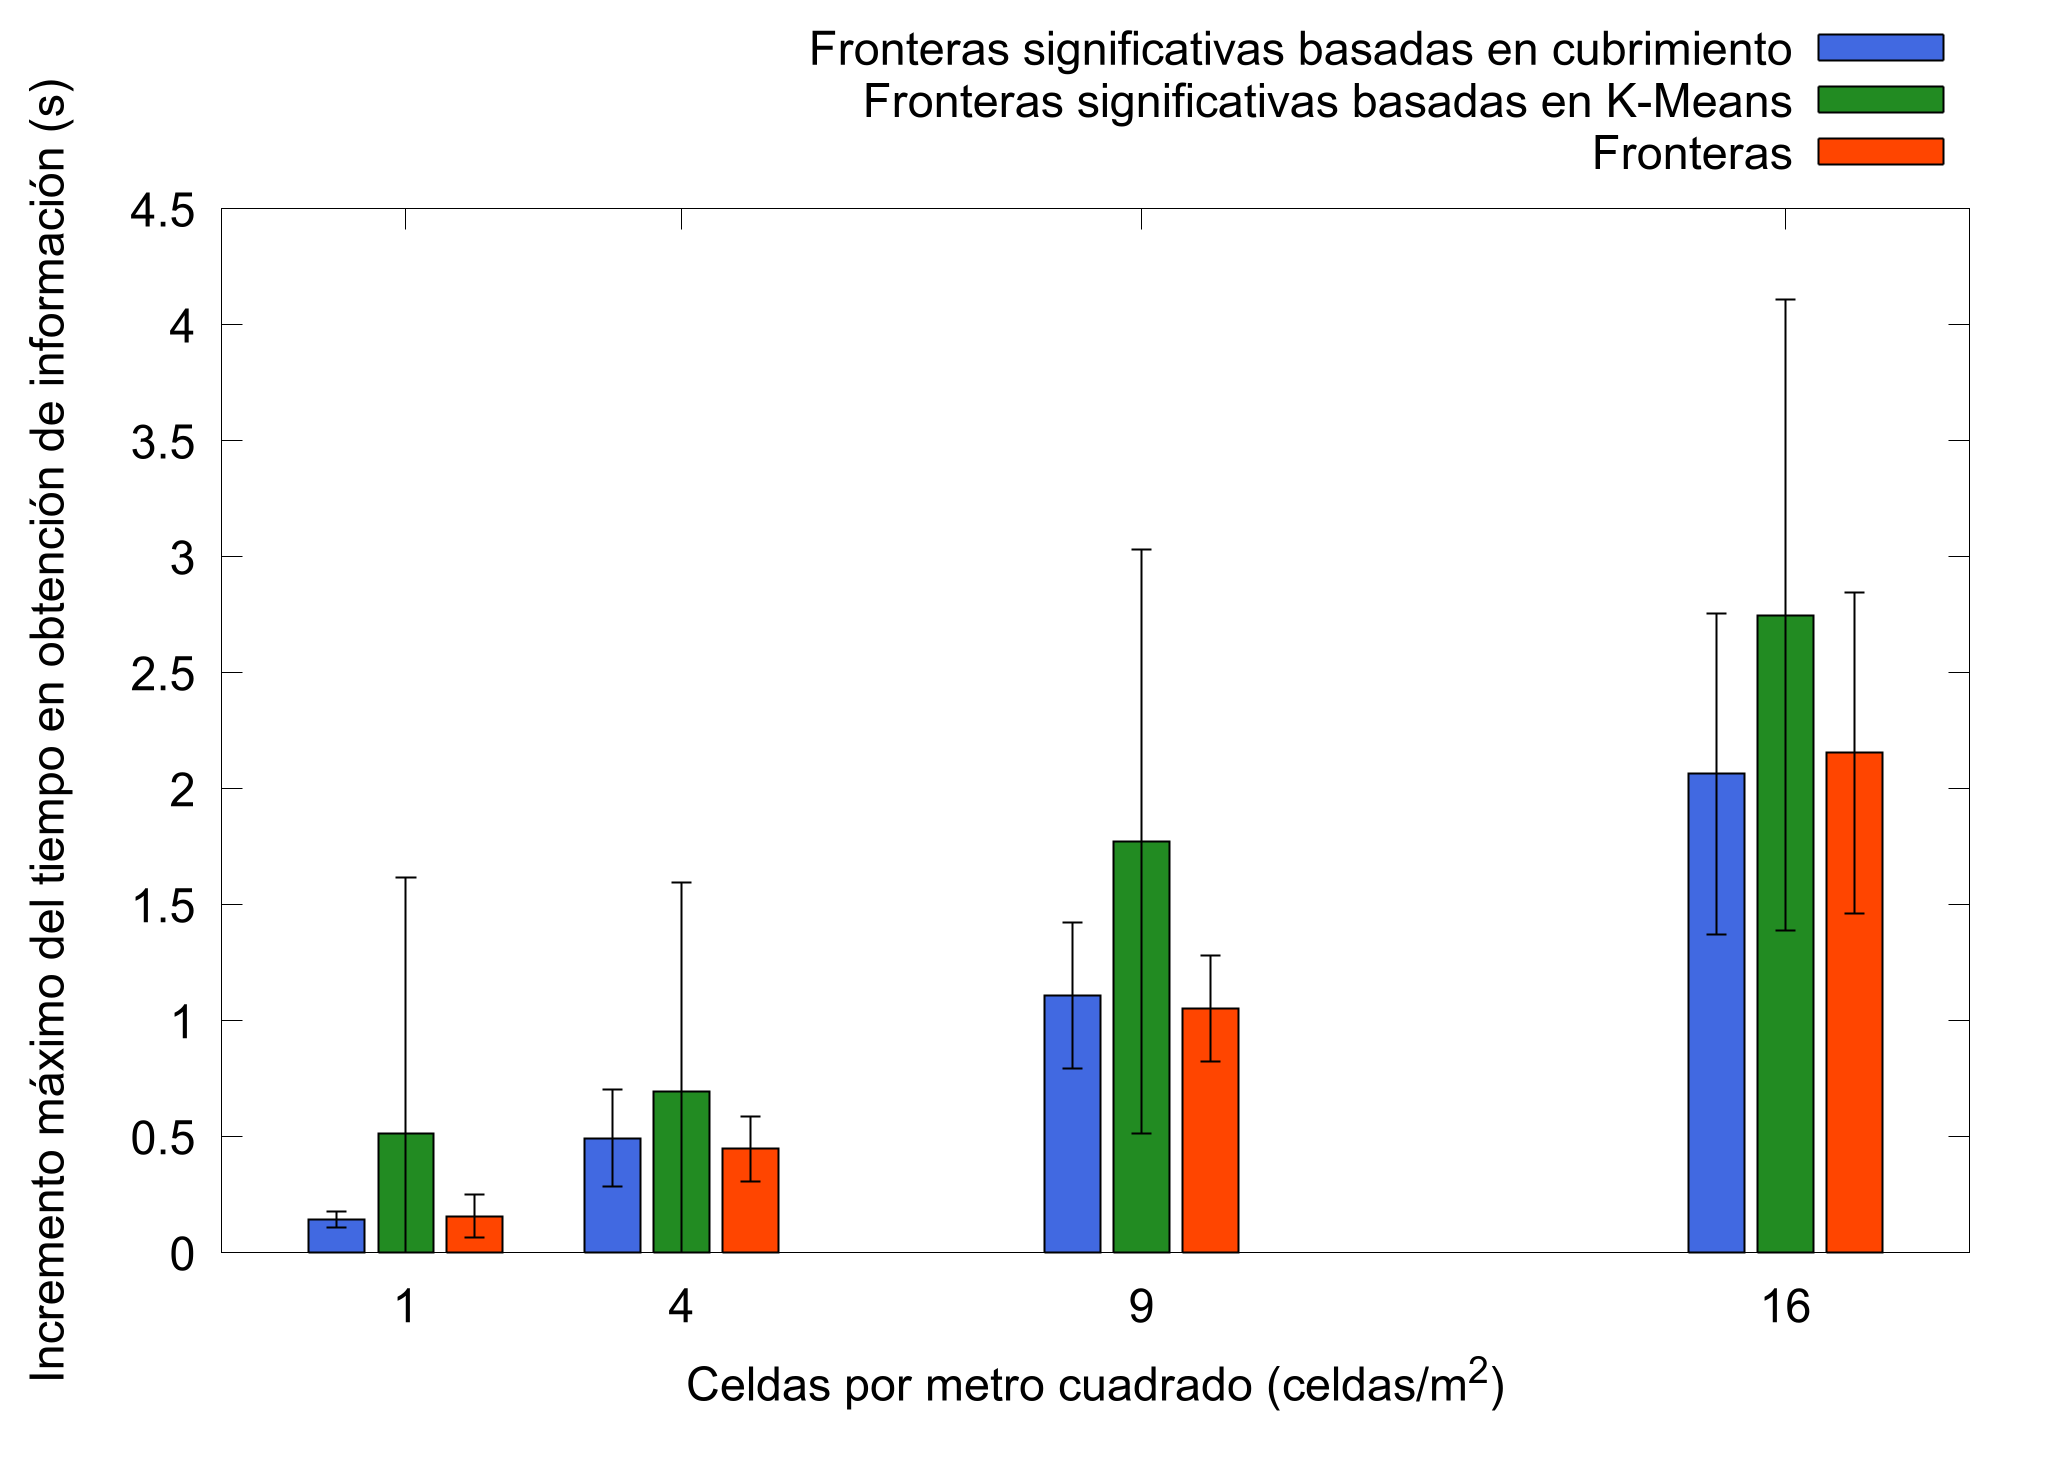 Fronteras significativas basadas en cubrimiento
Fronteras significativas basadas en K-Means
Fronteras
Incremento máximo del tiempo en obtención de información (s)
4.5
4
3.5
3
2.5
2
1.5
1
0.5
0
1 4 9 16
Celdas por metro cuadrado (celdas/m²)